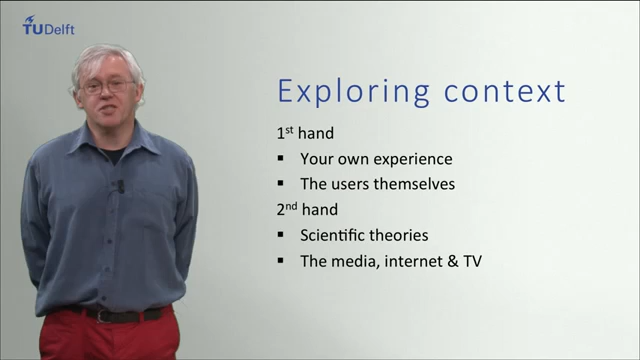 TUDelft
Exploring context
1st hand
▪ Your own experience
▪ The users themselves
2nd hand
▪ Scientific theories
▪ The media, internet & TV